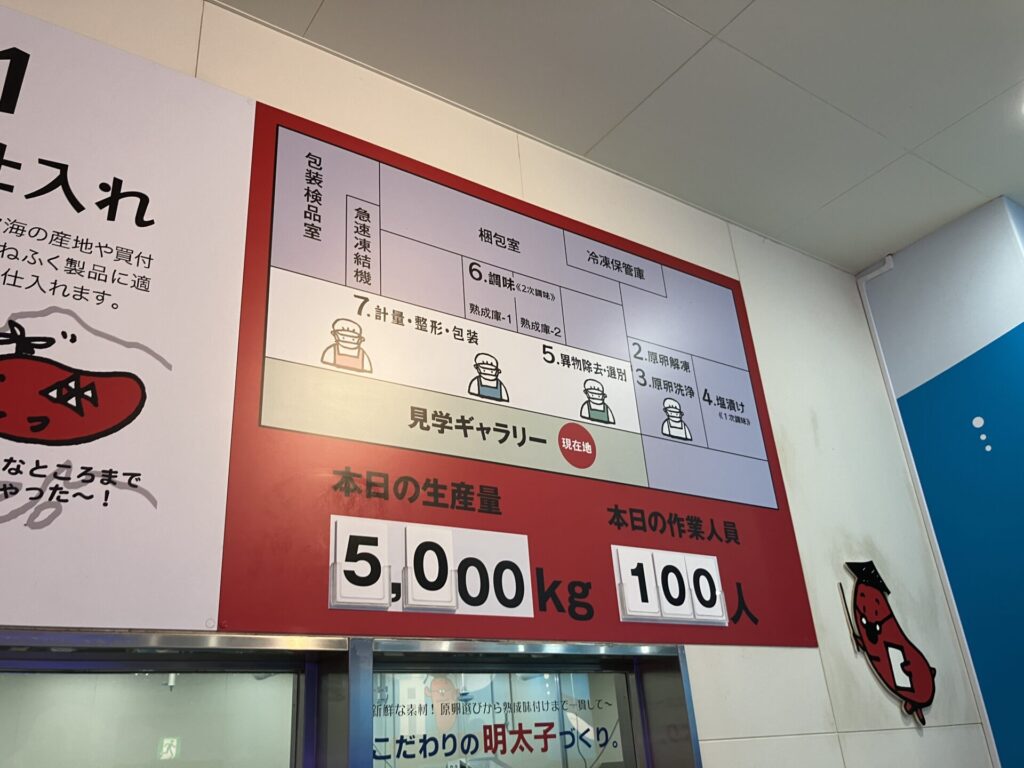 1
仕入れ
海の産地や買付
ねふく製品に適
仕入れます。
なところまで
ゃった〜！
包装検品室
急速凍結機
梱包室
冷凍保管庫
6.調味《2次調味》
熟成庫-1
熟成庫-2
7.計量・整形・包装
5.異物除去・選別
2.原卵解凍
3.原卵洗浄
4.塩漬け
《1次調味》
見学ギャラリー
現在地
本日の生産量
5,000kg
本日の作業人員
100人
新鮮な素材！原卵選びから熟成味付けまで一貫して〜
こだわりの明太子づくり。